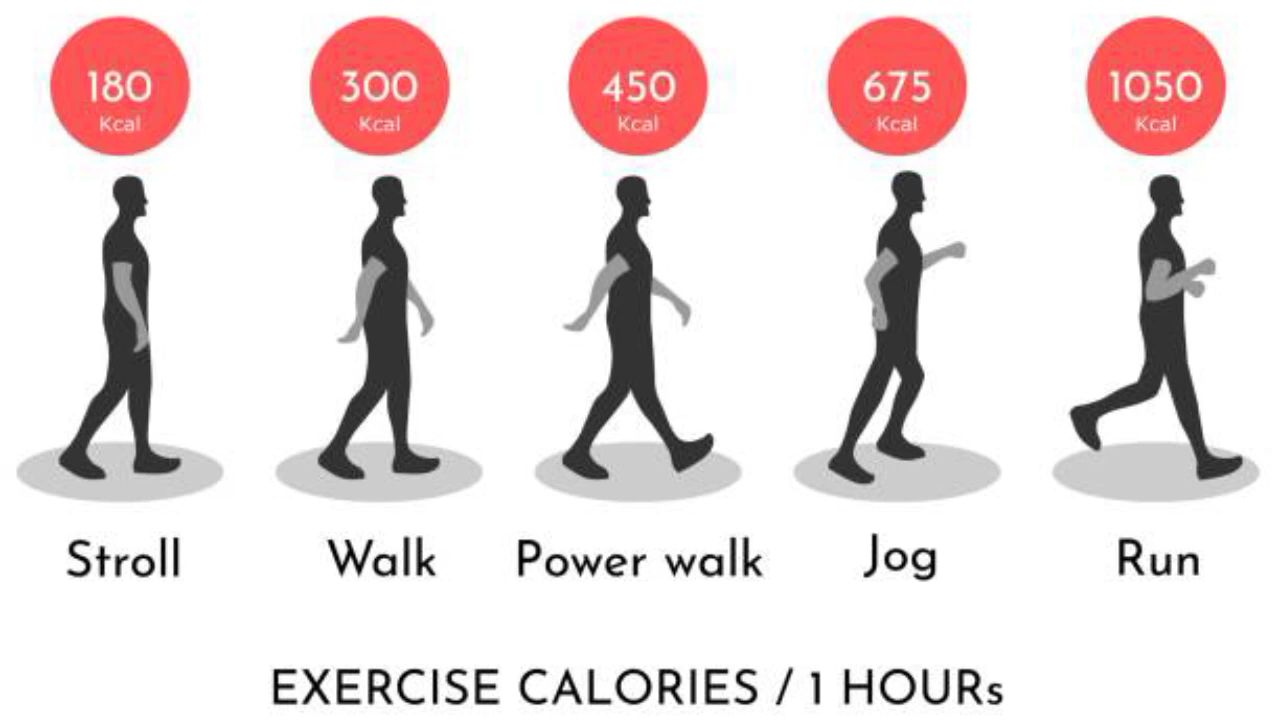 180 300 450 675 1050
Kcal Kcal Kcal Kcal Kcal
Stroll Walk Power walk Jog Run
EXERCISE CALORIES / 1 HOURs